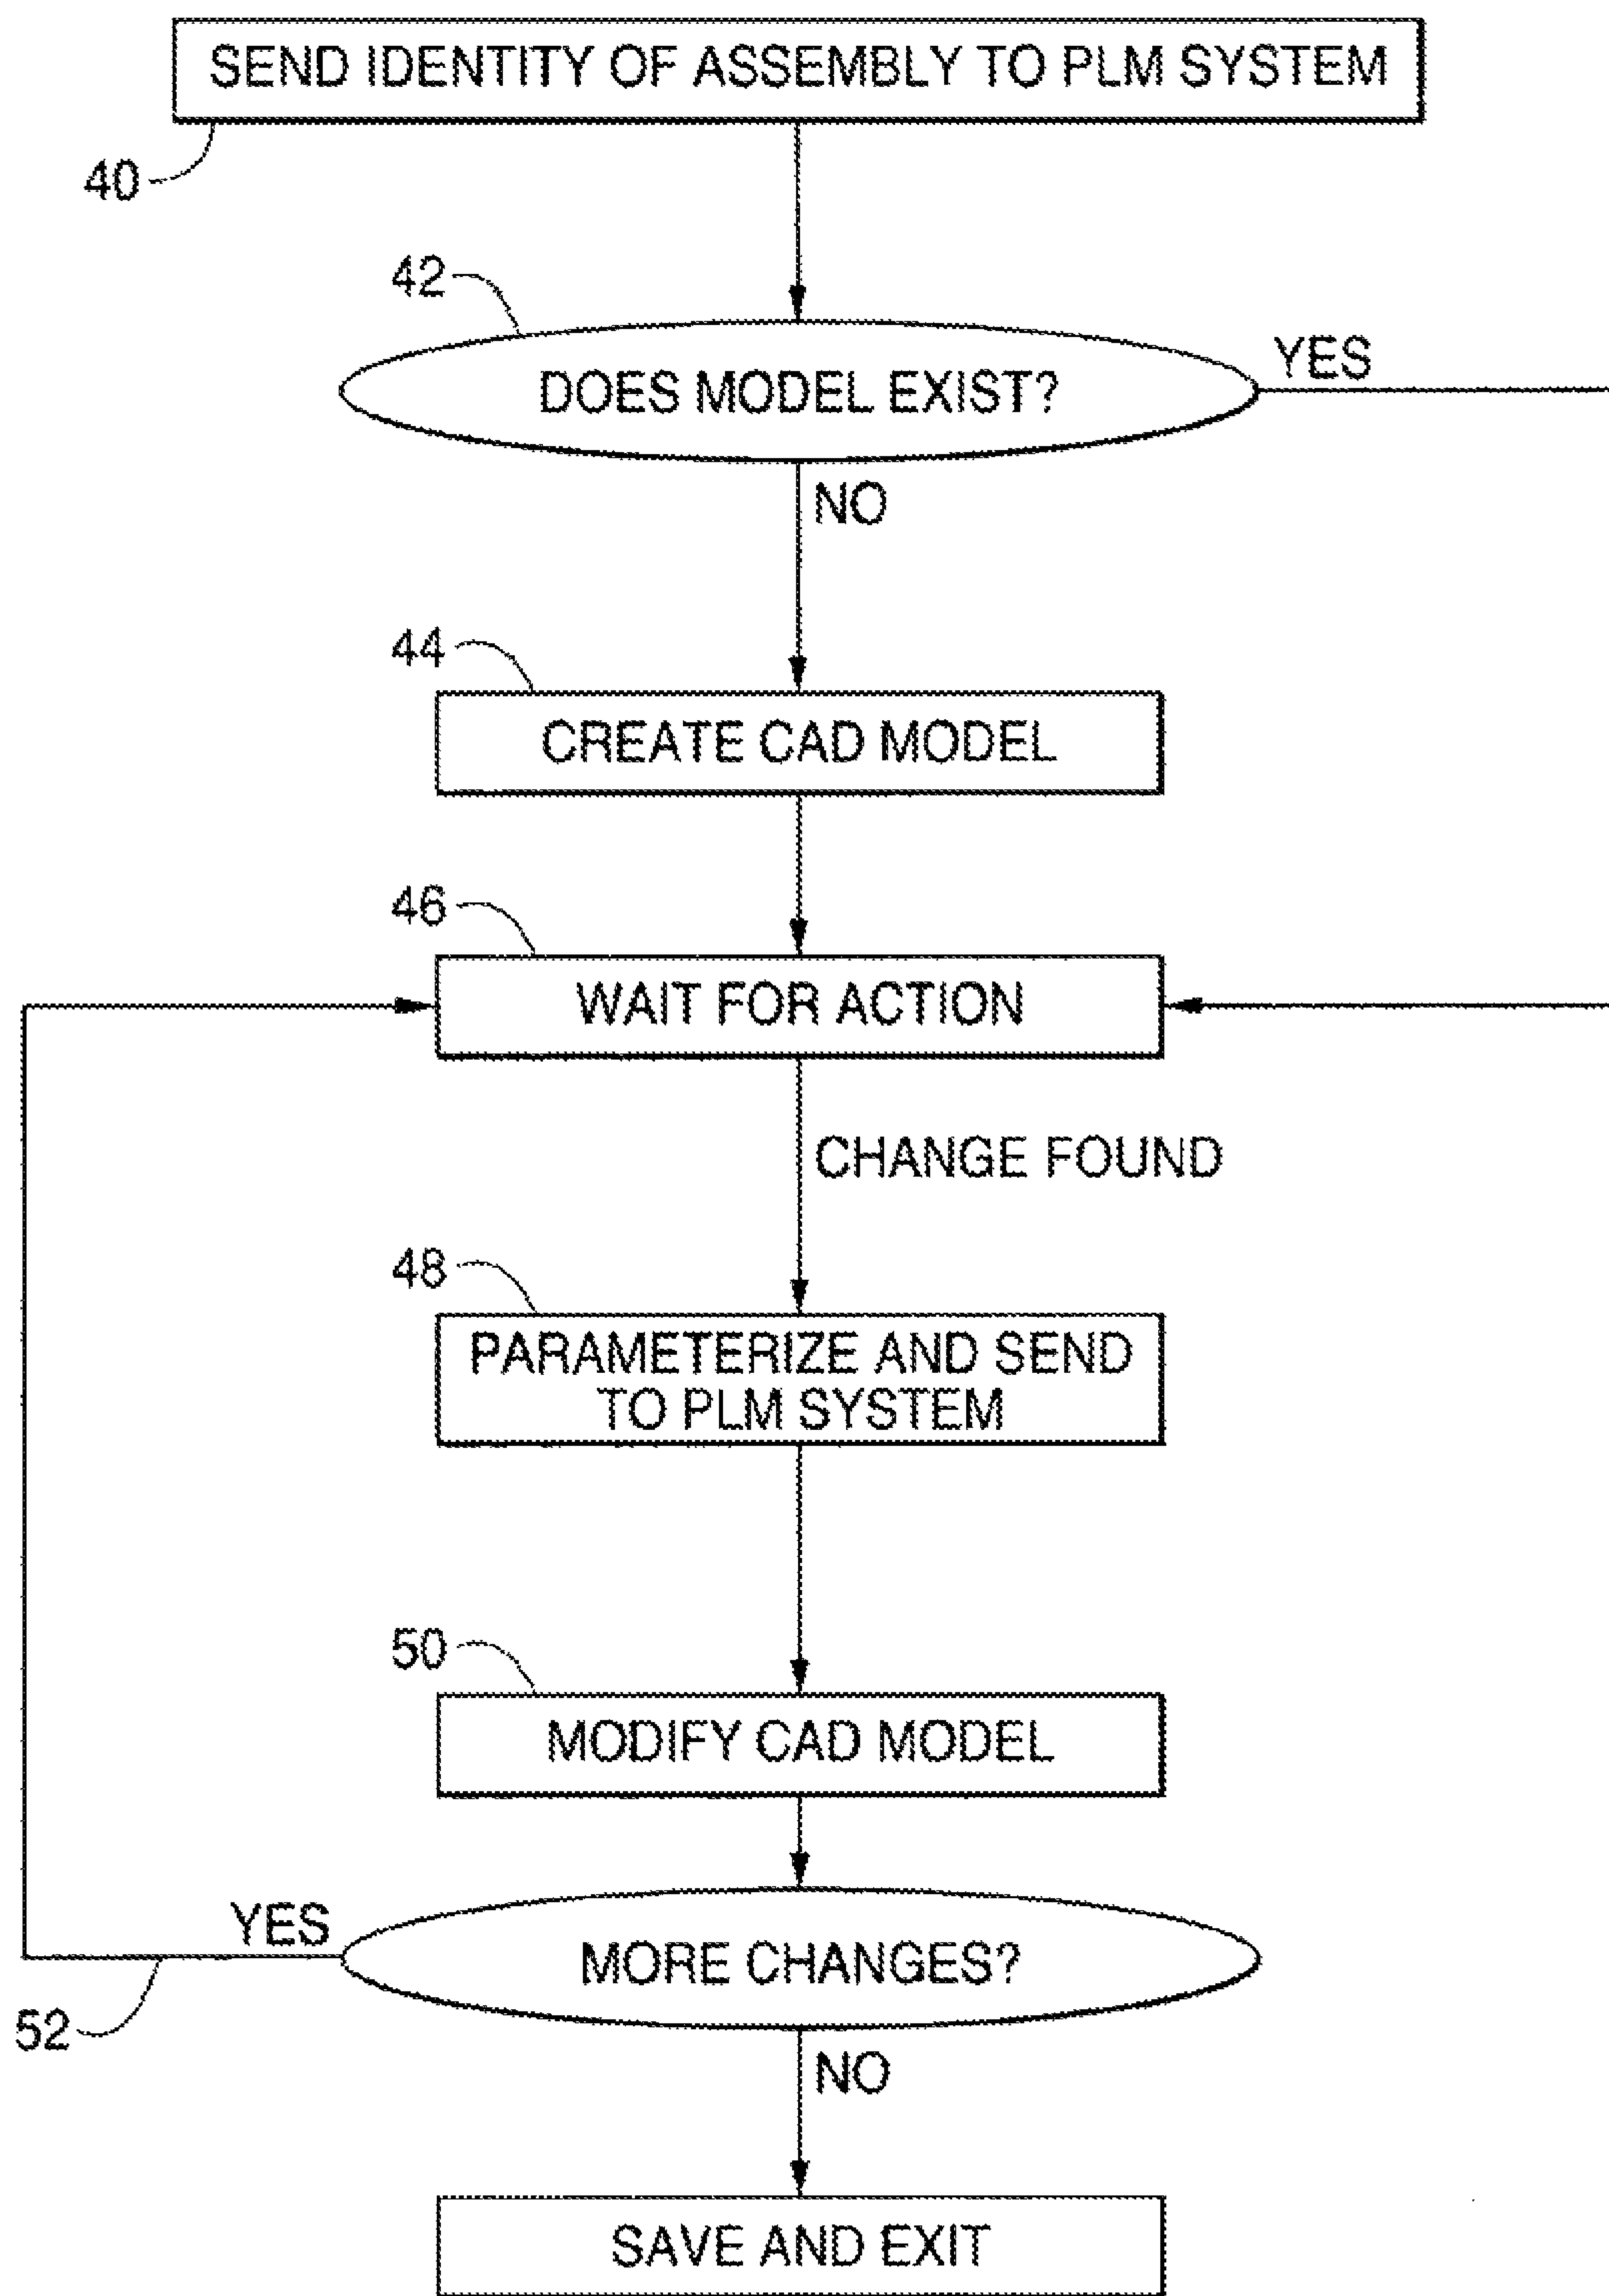 SEND IDENTITY OF ASSEMBLY TO PLM SYSTEM
40
42
DOES MODEL EXIST?
YES
NO
44
CREATE CAD MODEL
46
WAIT FOR ACTION
CHANGE FOUND
48
PARAMETERIZE AND SEND
TO PLM SYSTEM
50
MODIFY CAD MODEL
YES
MORE CHANGES?
52
NO
SAVE AND EXIT